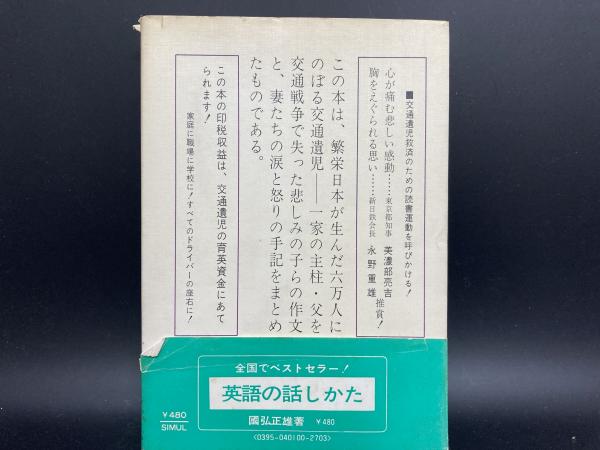 ■交通遺児救済のための読書運動を呼びかける！
心が痛む悲しい感動……東京都知事 美濃部亮吉
胸をえぐられる思い……新日鉄会長 永野重雄
推賞！
この本は、繁栄日本が生んだ六万人に
のぼる交通遺児――一家の主柱・父を
交通戦争で失った悲しみの子らの作文
と、妻たちの涙と怒りの手記をまとめ
たものである。
この本の印税収益は、交通遺児の育英資金にあて
られます！
家庭に職場に学校に！すべてのドライバーの座右に！
全国でベストセラー！
英語の話しかた
國弘正雄著 ￥480
￥480
SIMUL
〈0395-040100-2703〉